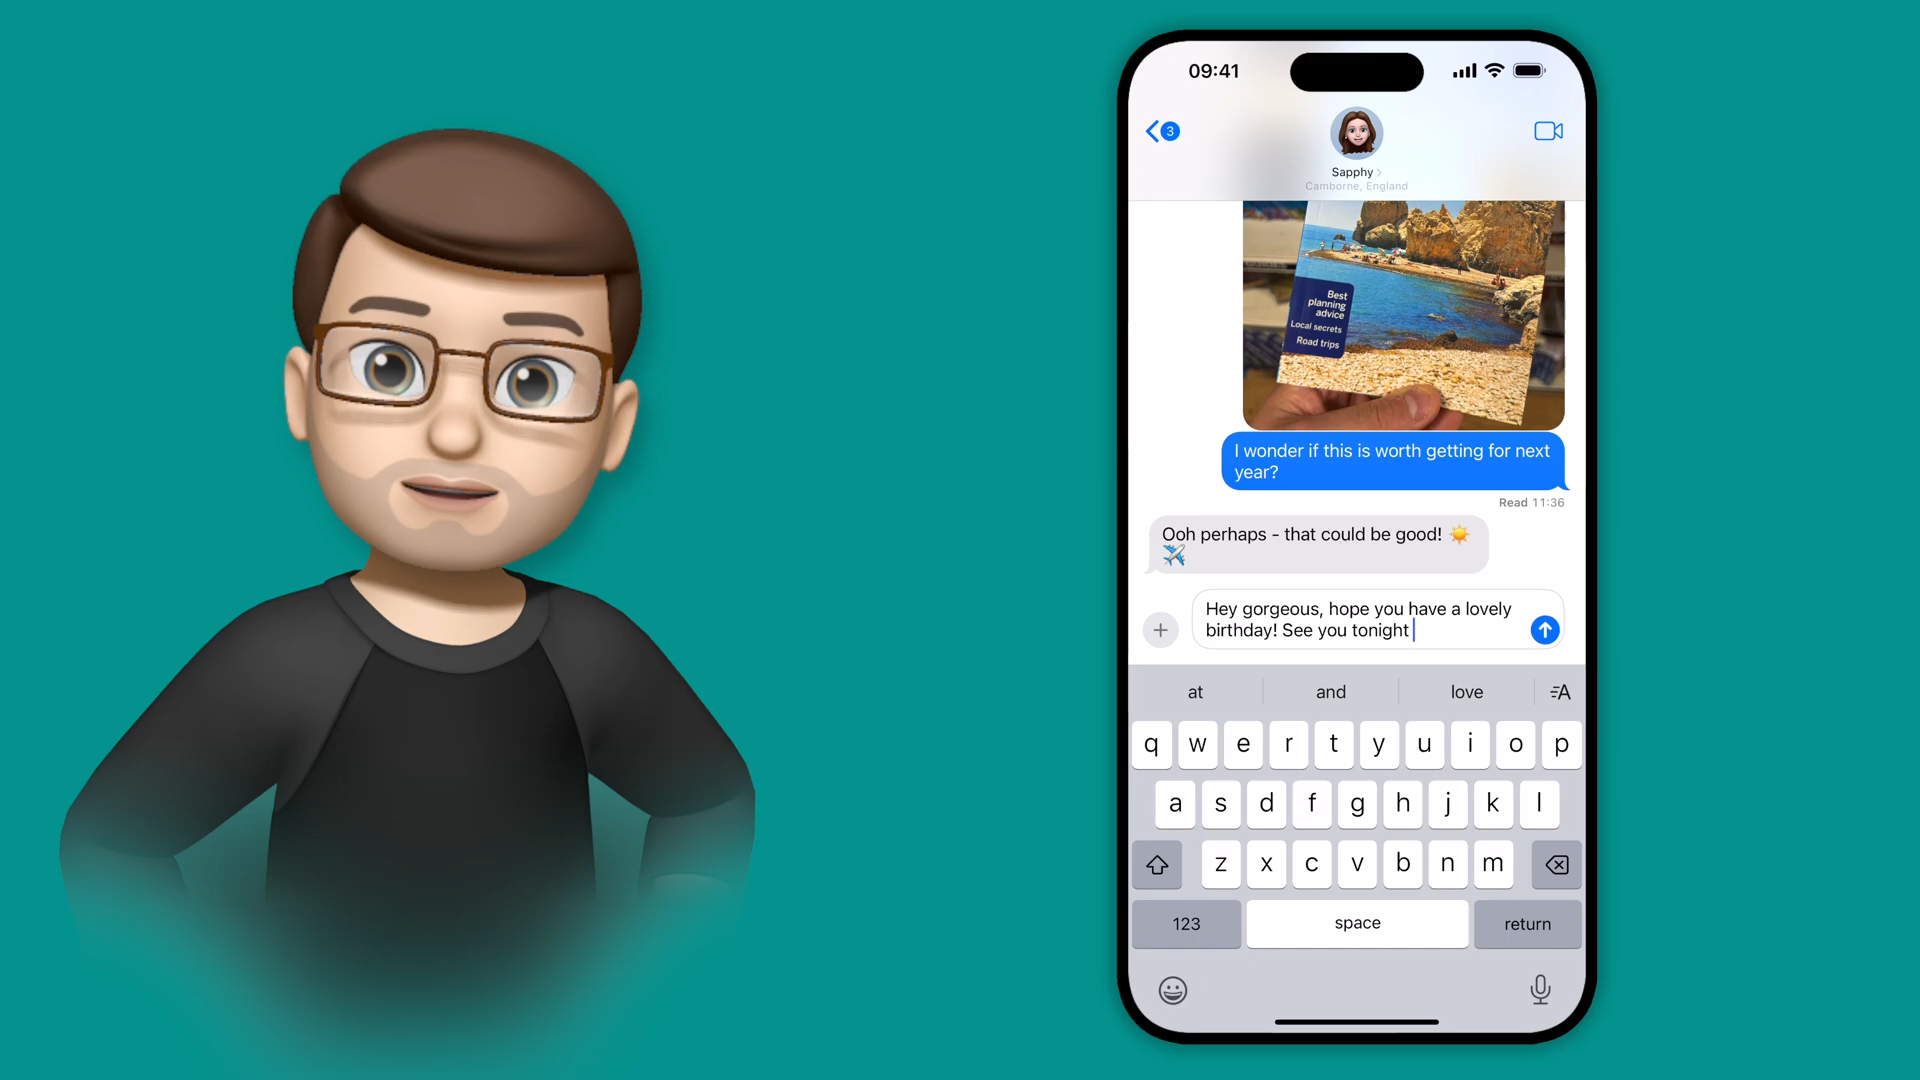 09:41
3
Sapphy
Camborne, England
Best
planning
advice
Local secrets
Road trips
I wonder if this is worth getting for next
year?
Read 11:36
Ooh perhaps - that could be good! ☀️
✈️
Hey gorgeous, hope you have a lovely
birthday! See you tonight
at and love A
q w e r t y u i o p
a s d f g h j k l
z x c v b n m
123 space return